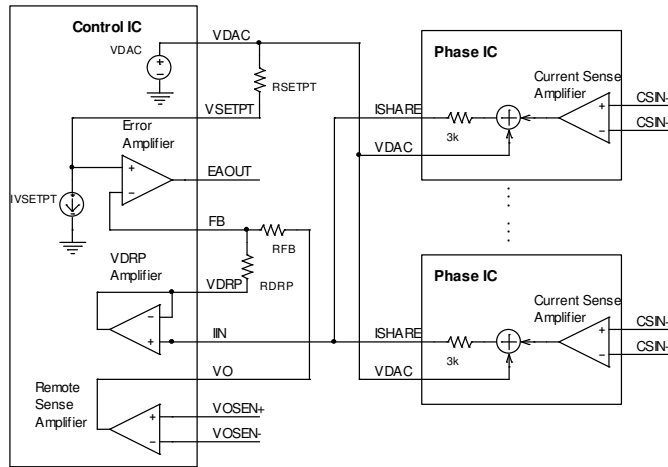 Control IC
VDAC
VDAC
RSETPT
VSETPT
Error
Amplifier
EAOUT
IVSETPT
FB
RFB
VDRP
Amplifier
VDRP
RDRP
IIN
VO
Remote
Sense
Amplifier
VOSEN+
VOSEN-
Phase IC
Current Sense
Amplifier
CSIN+
CSIN-
ISHARE
3k
VDAC
Phase IC
Current Sense
Amplifier
CSIN+
CSIN-
ISHARE
3k
VDAC